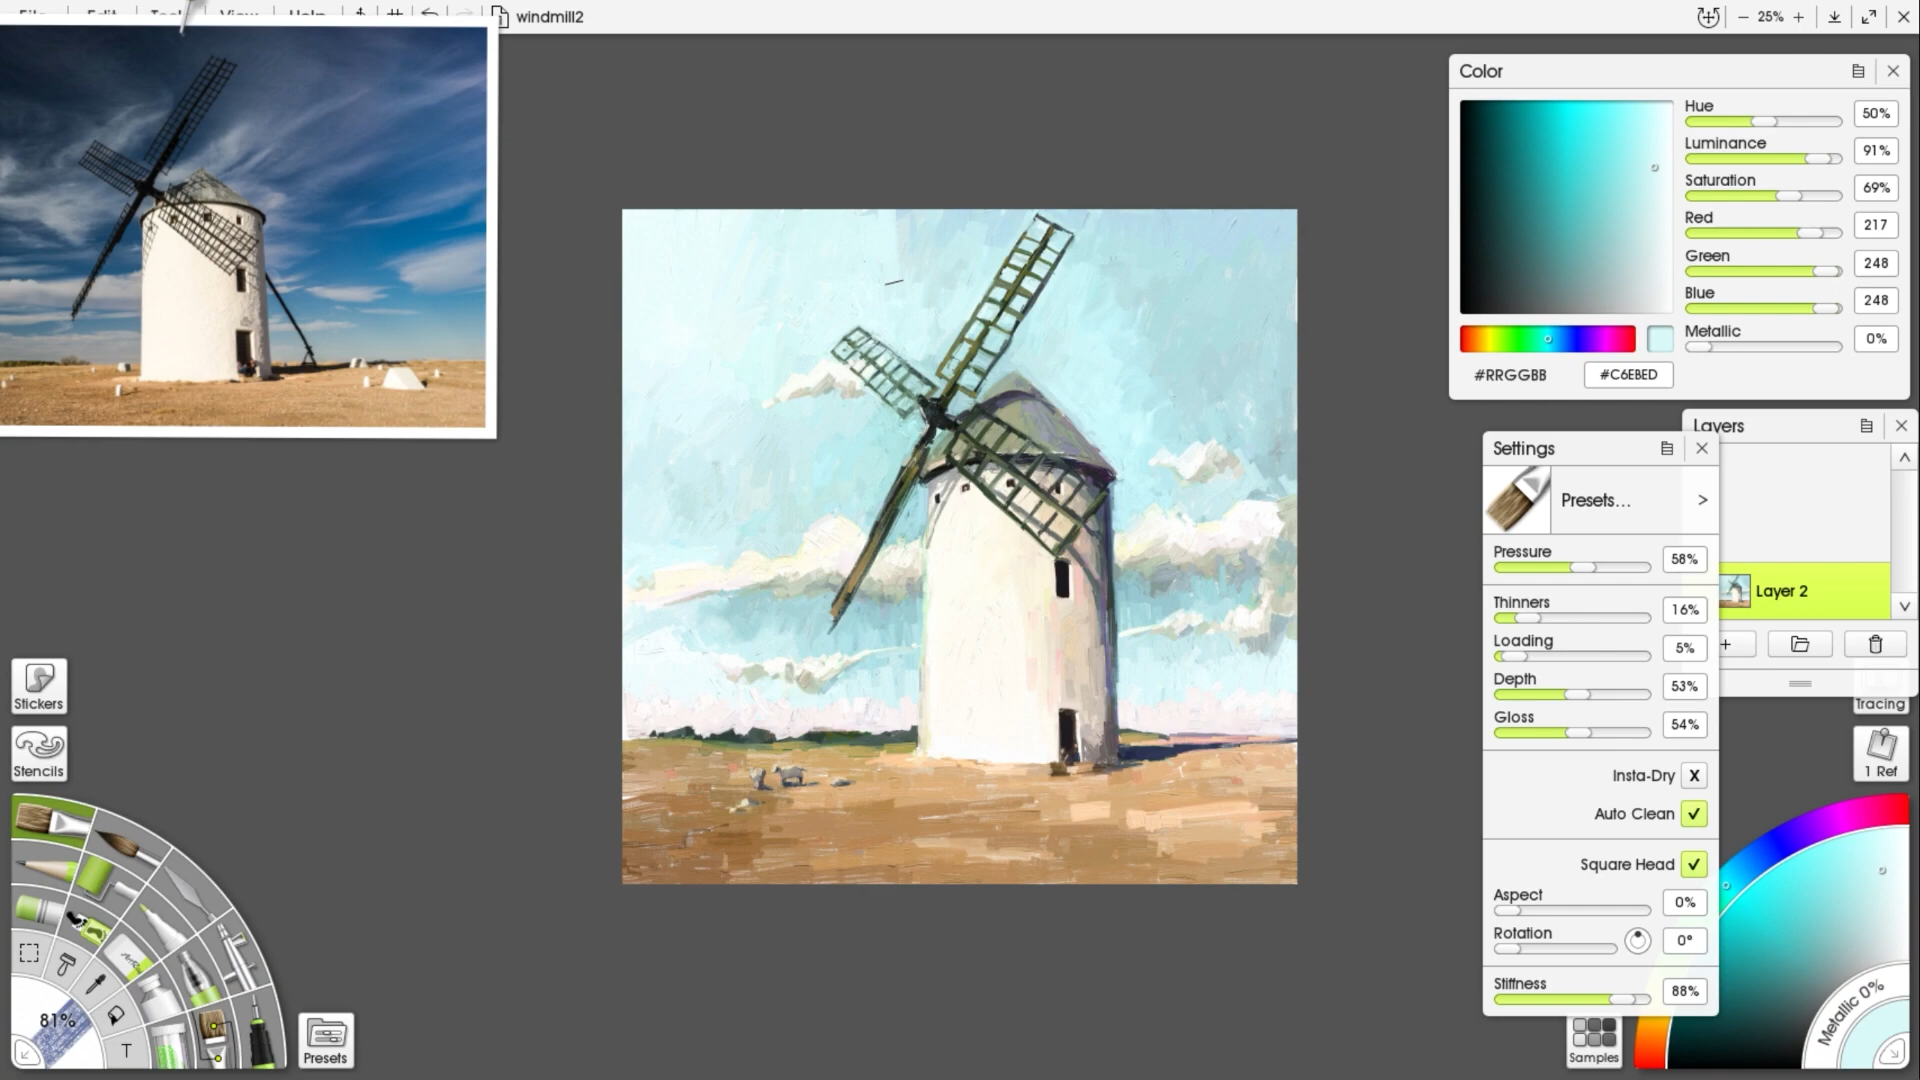 windmill2
25%
Color
Hue
50%
Luminance
91%
Saturation
69%
Red
217
Green
248
Blue
248
Metallic
0%
#RRGGBB
#C6EBED
Layers
Settings
Presets...
>
Pressure
58%
Thinners
16%
Loading
5%
Depth
53%
Gloss
54%
Insta-Dry
X
Auto Clean
Square Head
Aspect
0%
Rotation
0°
Stiffness
88%
Layer 2
Tracing
1 Ref
Stickers
Stencils
81%
T
Presets
Samples
Metallic 0%